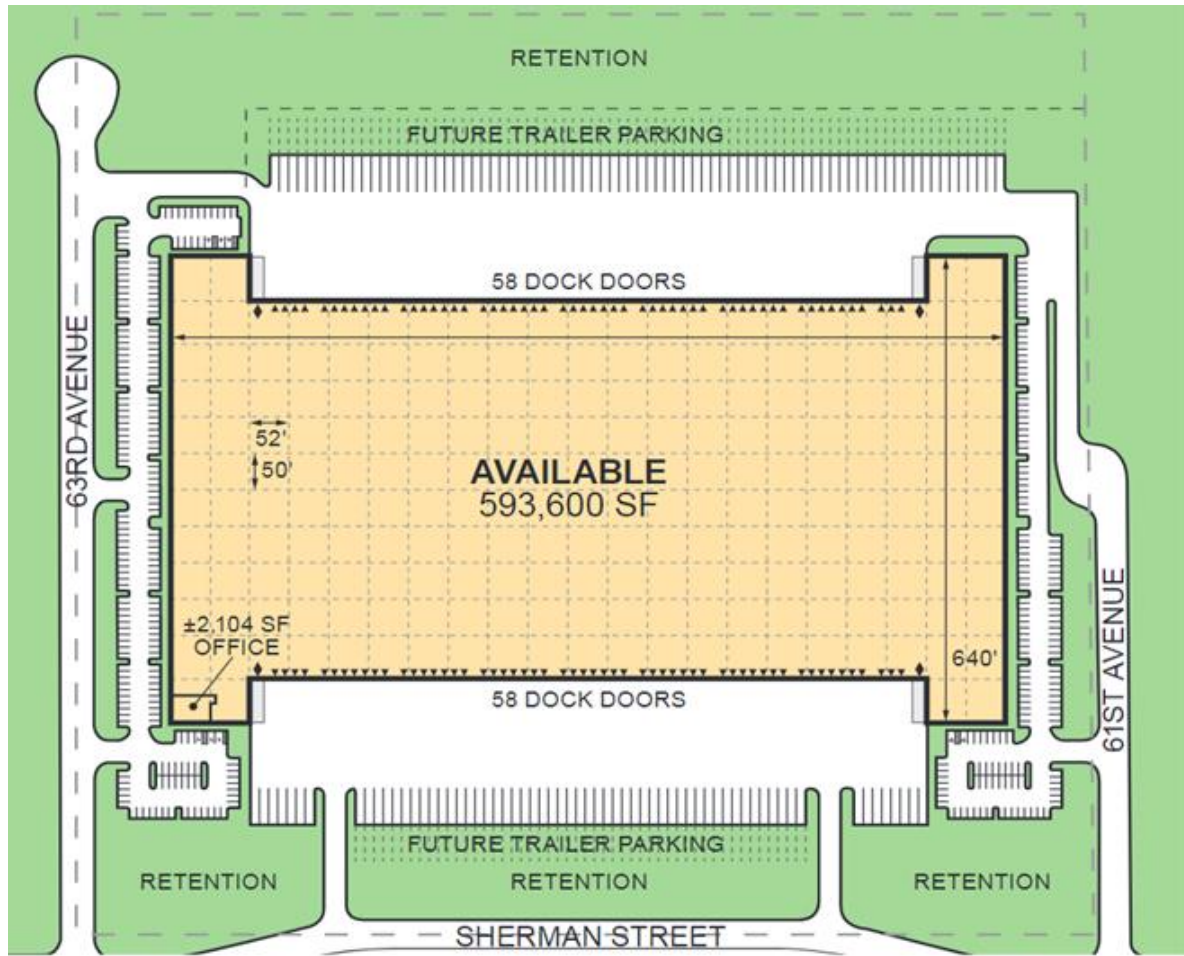 RETENTION
FUTURE TRAILER PARKING
58 DOCK DOORS
63RD AVENUE
52'
50'
AVAILABLE
593,600 SF
±2,104 SF
OFFICE
640'
61ST AVENUE
58 DOCK DOORS
FUTURE TRAILER PARKING
RETENTION
RETENTION
RETENTION
SHERMAN STREET